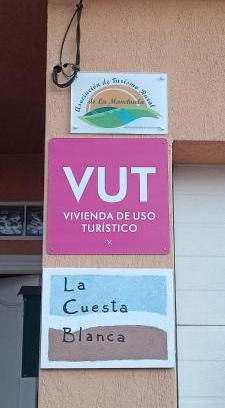 Asociación de Turismo Rural
de La Manchuela
VUT
VIVIENDA DE USO
TURÍSTICO
La
Cuesta
Blanca